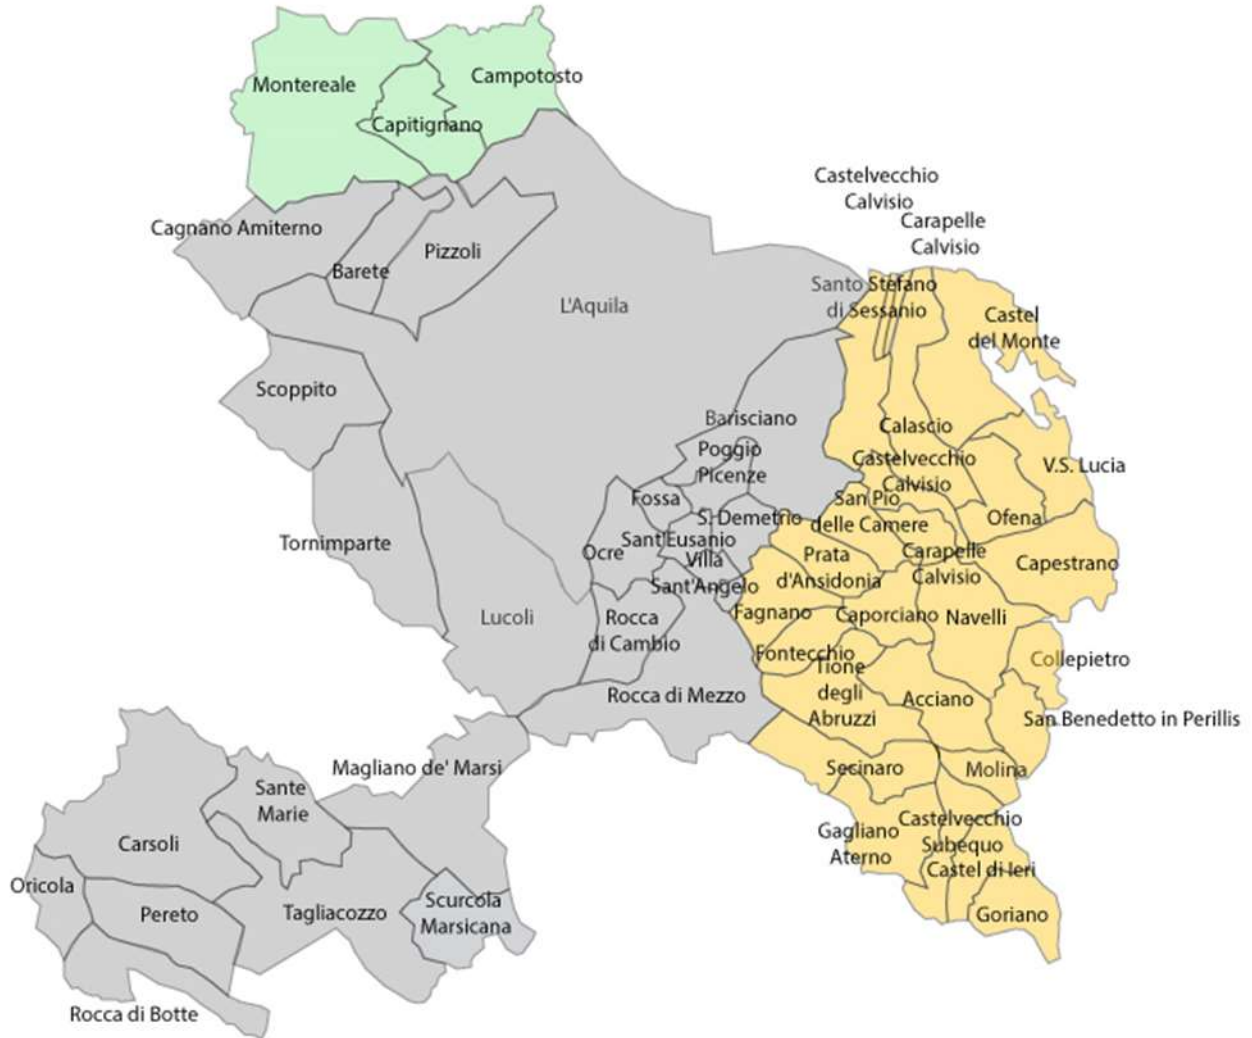 Montereale
Campotosto
Capitignano
Castelvecchio
Calvisio
Carapelle
Calvisio
Cagnano Amiterno
Barete
Pizzoli
L'Aquila
Santo Stefano
di Sessanio
Castel
del Monte
Scoppito
Barisciano
Calascio
Poggio
Picenze
Castelvecchio
Calvisio
V.S. Lucia
Fossa
San Pio
delle Camere
S. Demetrio
Ofena
Tornimparte
Ocre
Sant'Eusanio
Villa
Sant'Angelo
Prata
d'Ansidonia
Carapelle
Calvisio
Capestrano
Lucoli
Rocca
di Cambio
Fagnano
Caporciano
Navelli
Fontecchio
Collepietro
Tione
degli
Abruzzi
Rocca di Mezzo
Acciano
San Benedetto in Perillis
Magliano de' Marsi
Secinaro
Molina
Sante
Marie
Carsoli
Gagliano
Aterno
Castelvecchio
Subequo
Castel di Ieri
Oricola
Pereto
Tagliacozzo
Scurcola
Marsicana
Goriano
Rocca di Botte